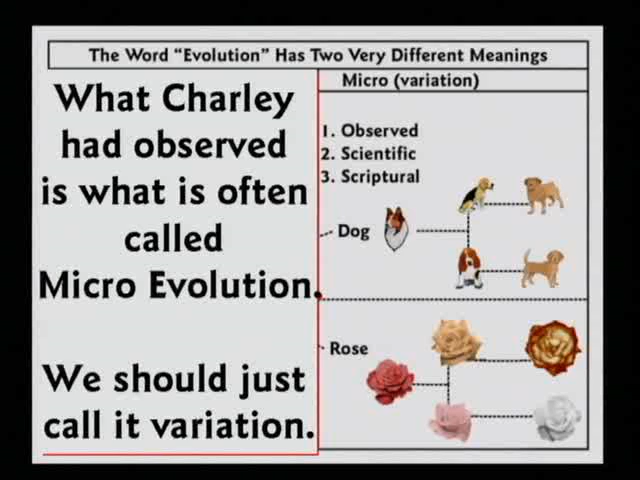 The Word “Evolution” Has Two Very Different Meanings
What Charley
had observed
is what is often
called
Micro Evolution.
We should just
call it variation.
Micro (variation)
1. Observed
2. Scientific
3. Scriptural
Dog
Rose